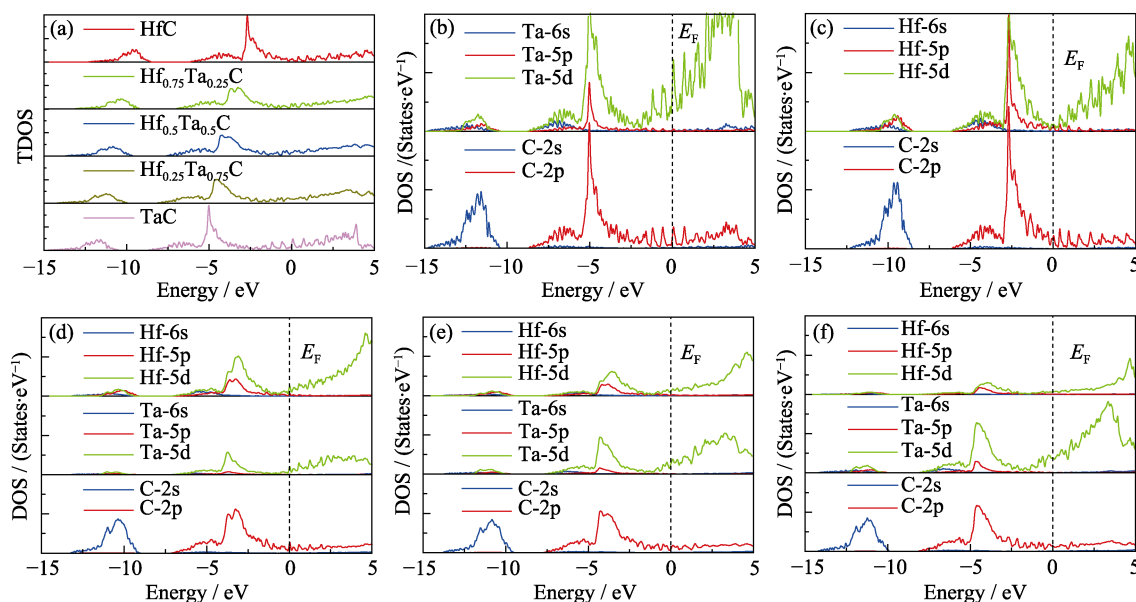 (a)
HfC
Hf0.75Ta0.25C
Hf0.5Ta0.5C
Hf0.25Ta0.75C
TaC
TDOS
−15 −10 −5 0 5
Energy / eV
(b)
Ta-6s
Ta-5p
Ta-5d
EF
C-2s
C-2p
DOS /(States·eV−1)
−15 −10 −5 0 5
Energy / eV
(c)
Hf-6s
Hf-5p
Hf-5d
EF
C-2s
C-2p
DOS /(States·eV−1)
−15 −10 −5 0 5
Energy / eV
(d)
Hf-6s
Hf-5p
Hf-5d
EF
Ta-6s
Ta-5p
Ta-5d
C-2s
C-2p
DOS / (States·eV−1)
−15 −10 −5 0 5
Energy / eV
(e)
Hf-6s
Hf-5p
Hf-5d
EF
Ta-6s
Ta-5p
Ta-5d
C-2s
C-2p
DOS / (States·eV−1)
−15 −10 −5 0 5
Energy / eV
(f)
Hf-6s
Hf-5p
Hf-5d
EF
Ta-6s
Ta-5p
Ta-5d
C-2s
C-2p
DOS / (States·eV−1)
−15 −10 −5 0 5
Energy / eV